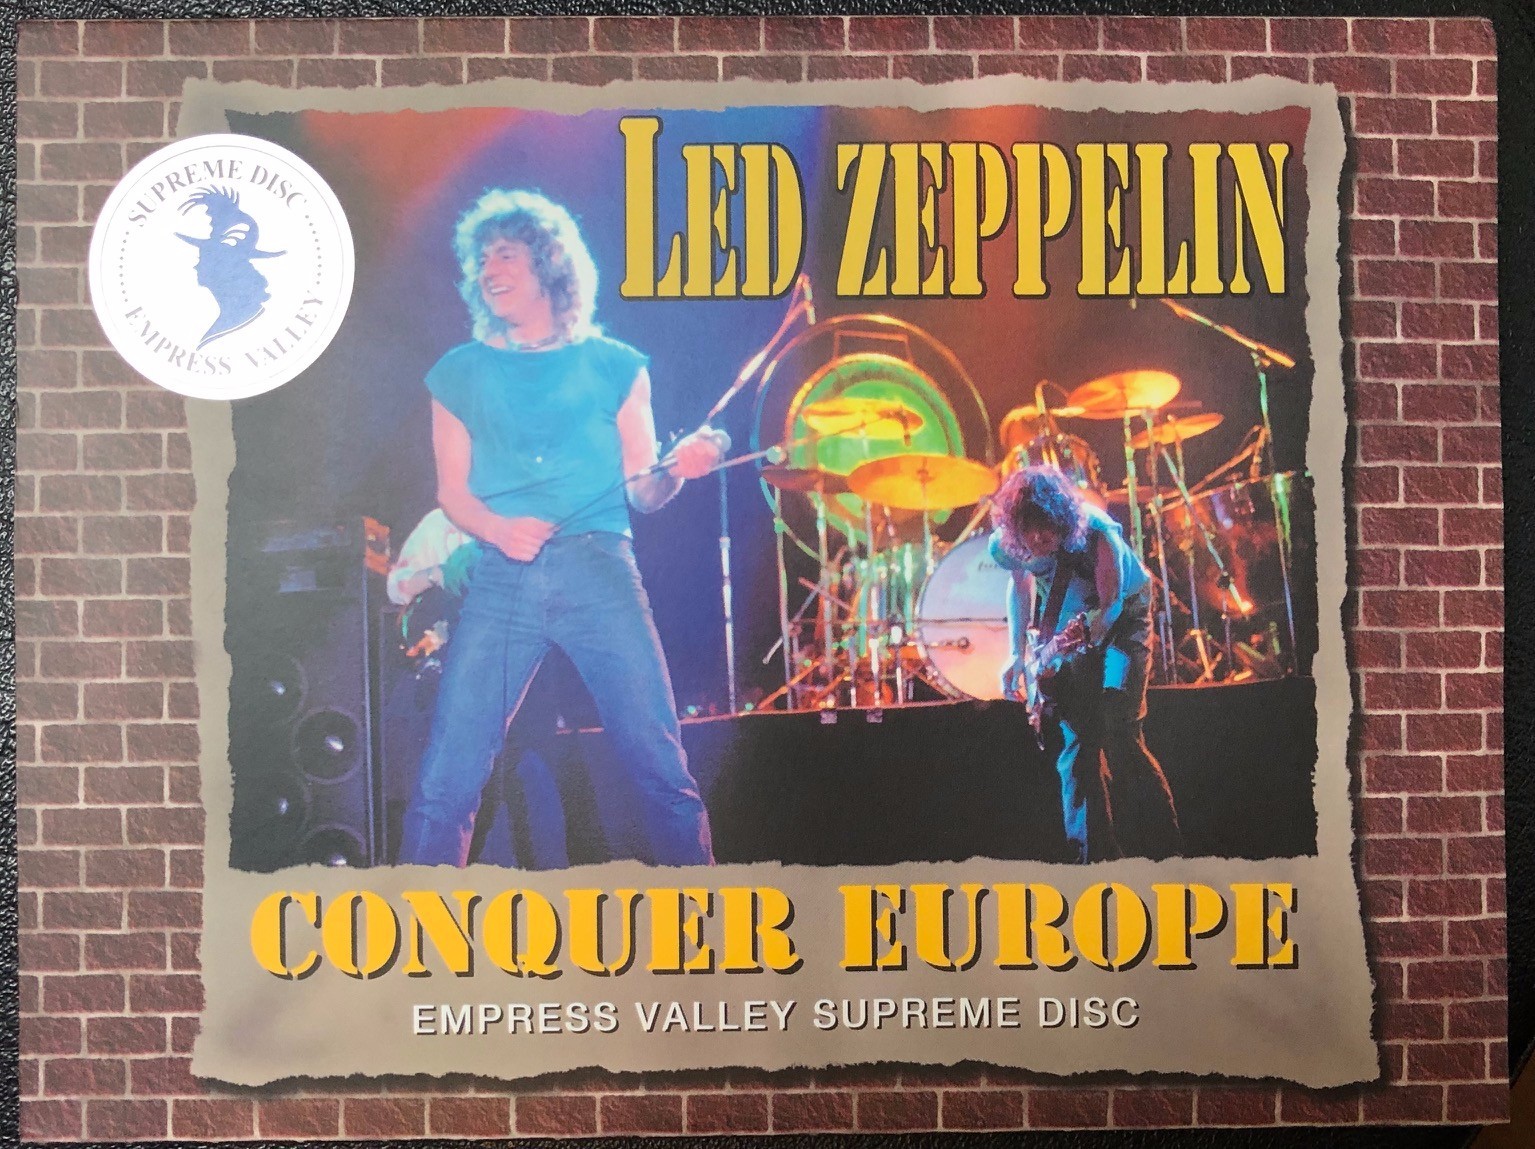 SUPREME DISC
EMPRESS VALLEY
LED ZEPPELIN
CONQUER EUROPE
EMPRESS VALLEY SUPREME DISC